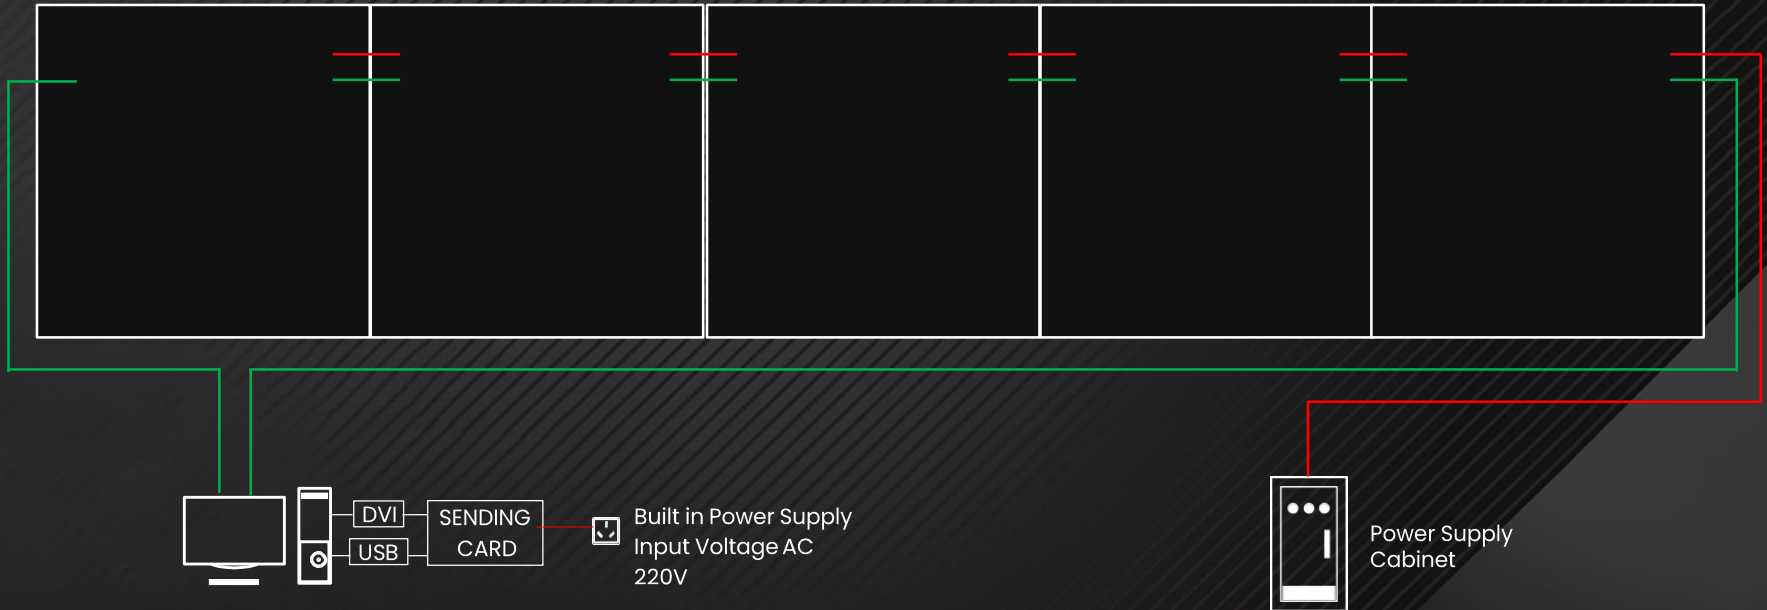 DVI
USB
SENDING
CARD
Built in Power Supply
Input Voltage AC
220V
Power Supply
Cabinet